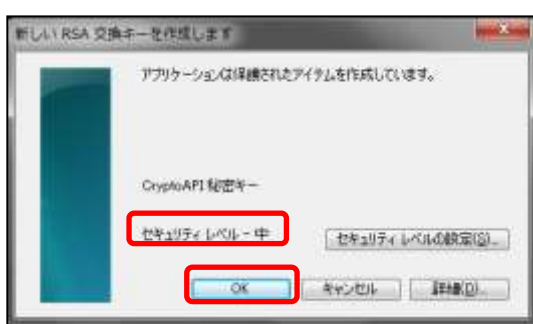 新しい RSA 交換キーを作成します
アプリケーションは保護されたアイテムを作成しています。
CryptoAPI 秘密キー
セキュリティ レベル - 中
セキュリティ レベルの設定(S)...
OK
キャンセル
詳細(D)...